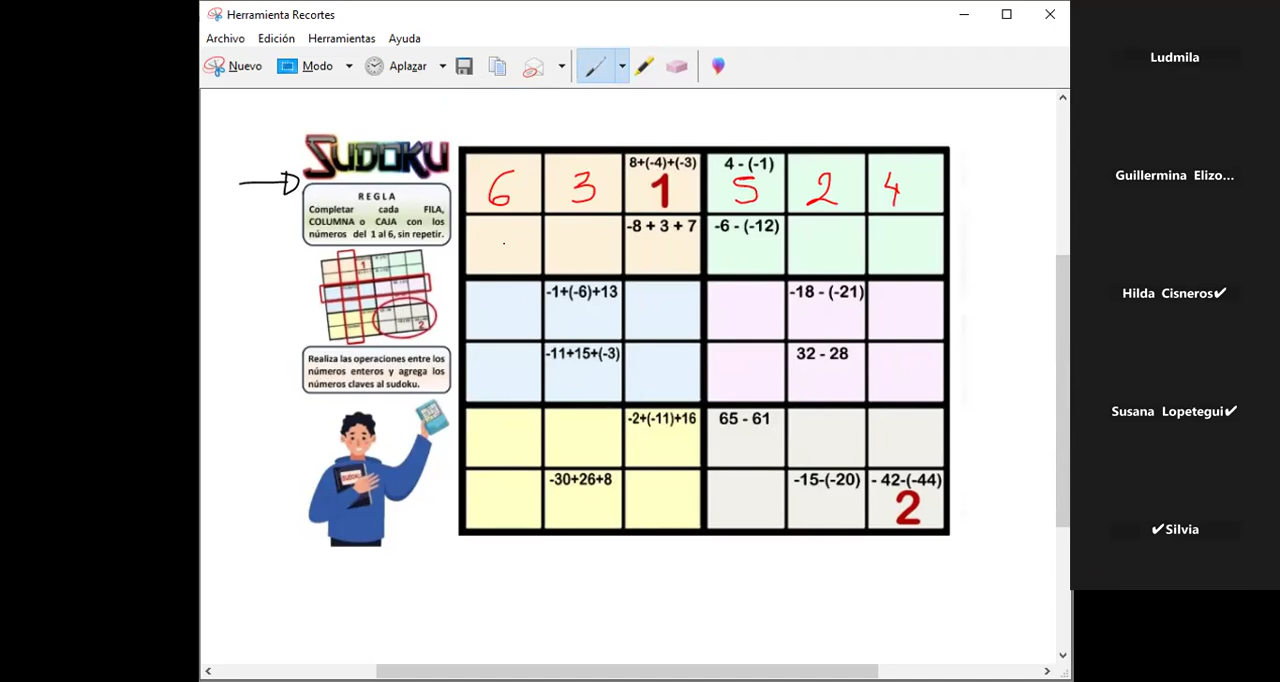 Herramienta Recortes
Archivo Edición Herramientas Ayuda
Nuevo Modo Aplazar
SUDOKU
REGLA
Completar cada FILA,
COLUMNA o CAJA con los
números del 1 al 6, sin repetir.
1
2
Realiza las operaciones entre los
números enteros y agrega los
números claves al sudoku.
SUDOKU
8+(-4)+(-3) 4 - (-1)
6 3 1 5 2 4
-8 + 3 + 7 -6 - (-12)
-1+(-6)+13 -18 - (-21)
-11+15+(-3) 32 - 28
-2+(-11)+16 65 - 61
-30+26+8 -15-(-20) - 42-(-44)
2
Ludmila
Guillermina Elizo...
Hilda Cisneros✔
Susana Lopetegui✔
✔Silvia